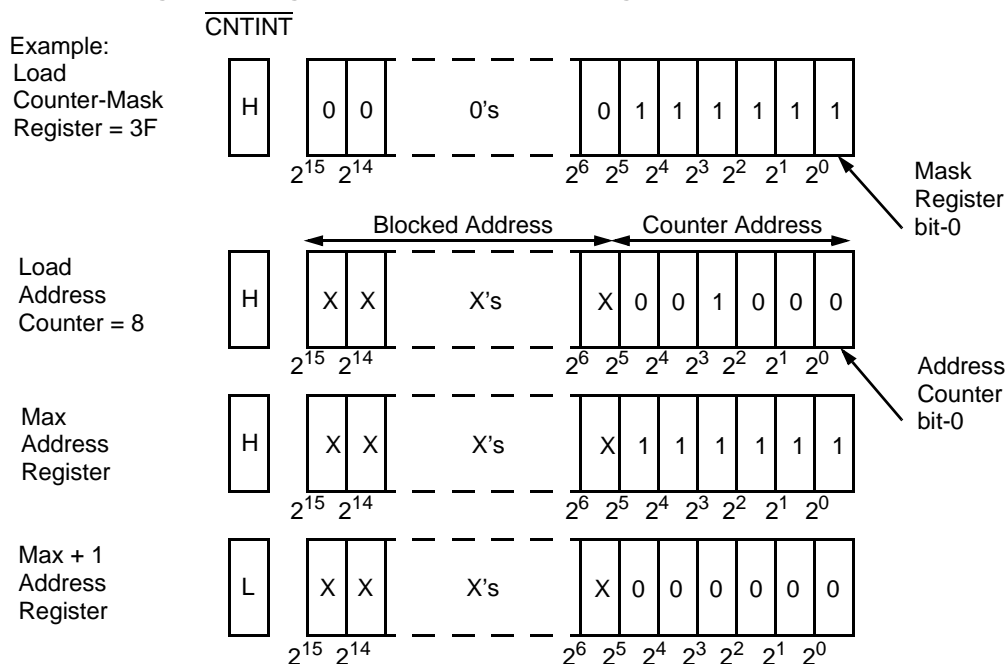 CNTINT
Example:
Load
Counter-Mask
Register = 3F
H
0 0 0's 0 1 1 1 1 1 1
2^15 2^14 2^6 2^5 2^4 2^3 2^2 2^1 2^0
Mask
Register
bit-0
Blocked Address
Counter Address
Load
Address
Counter = 8
H
X X X's X 0 0 1 0 0 0
2^15 2^14 2^6 2^5 2^4 2^3 2^2 2^1 2^0
Address
Counter
bit-0
Max
Address
Register
H
X X X's X 1 1 1 1 1 1
2^15 2^14 2^6 2^5 2^4 2^3 2^2 2^1 2^0
Max + 1
Address
Register
L
X X X's X 0 0 0 0 0 0
2^15 2^14 2^6 2^5 2^4 2^3 2^2 2^1 2^0